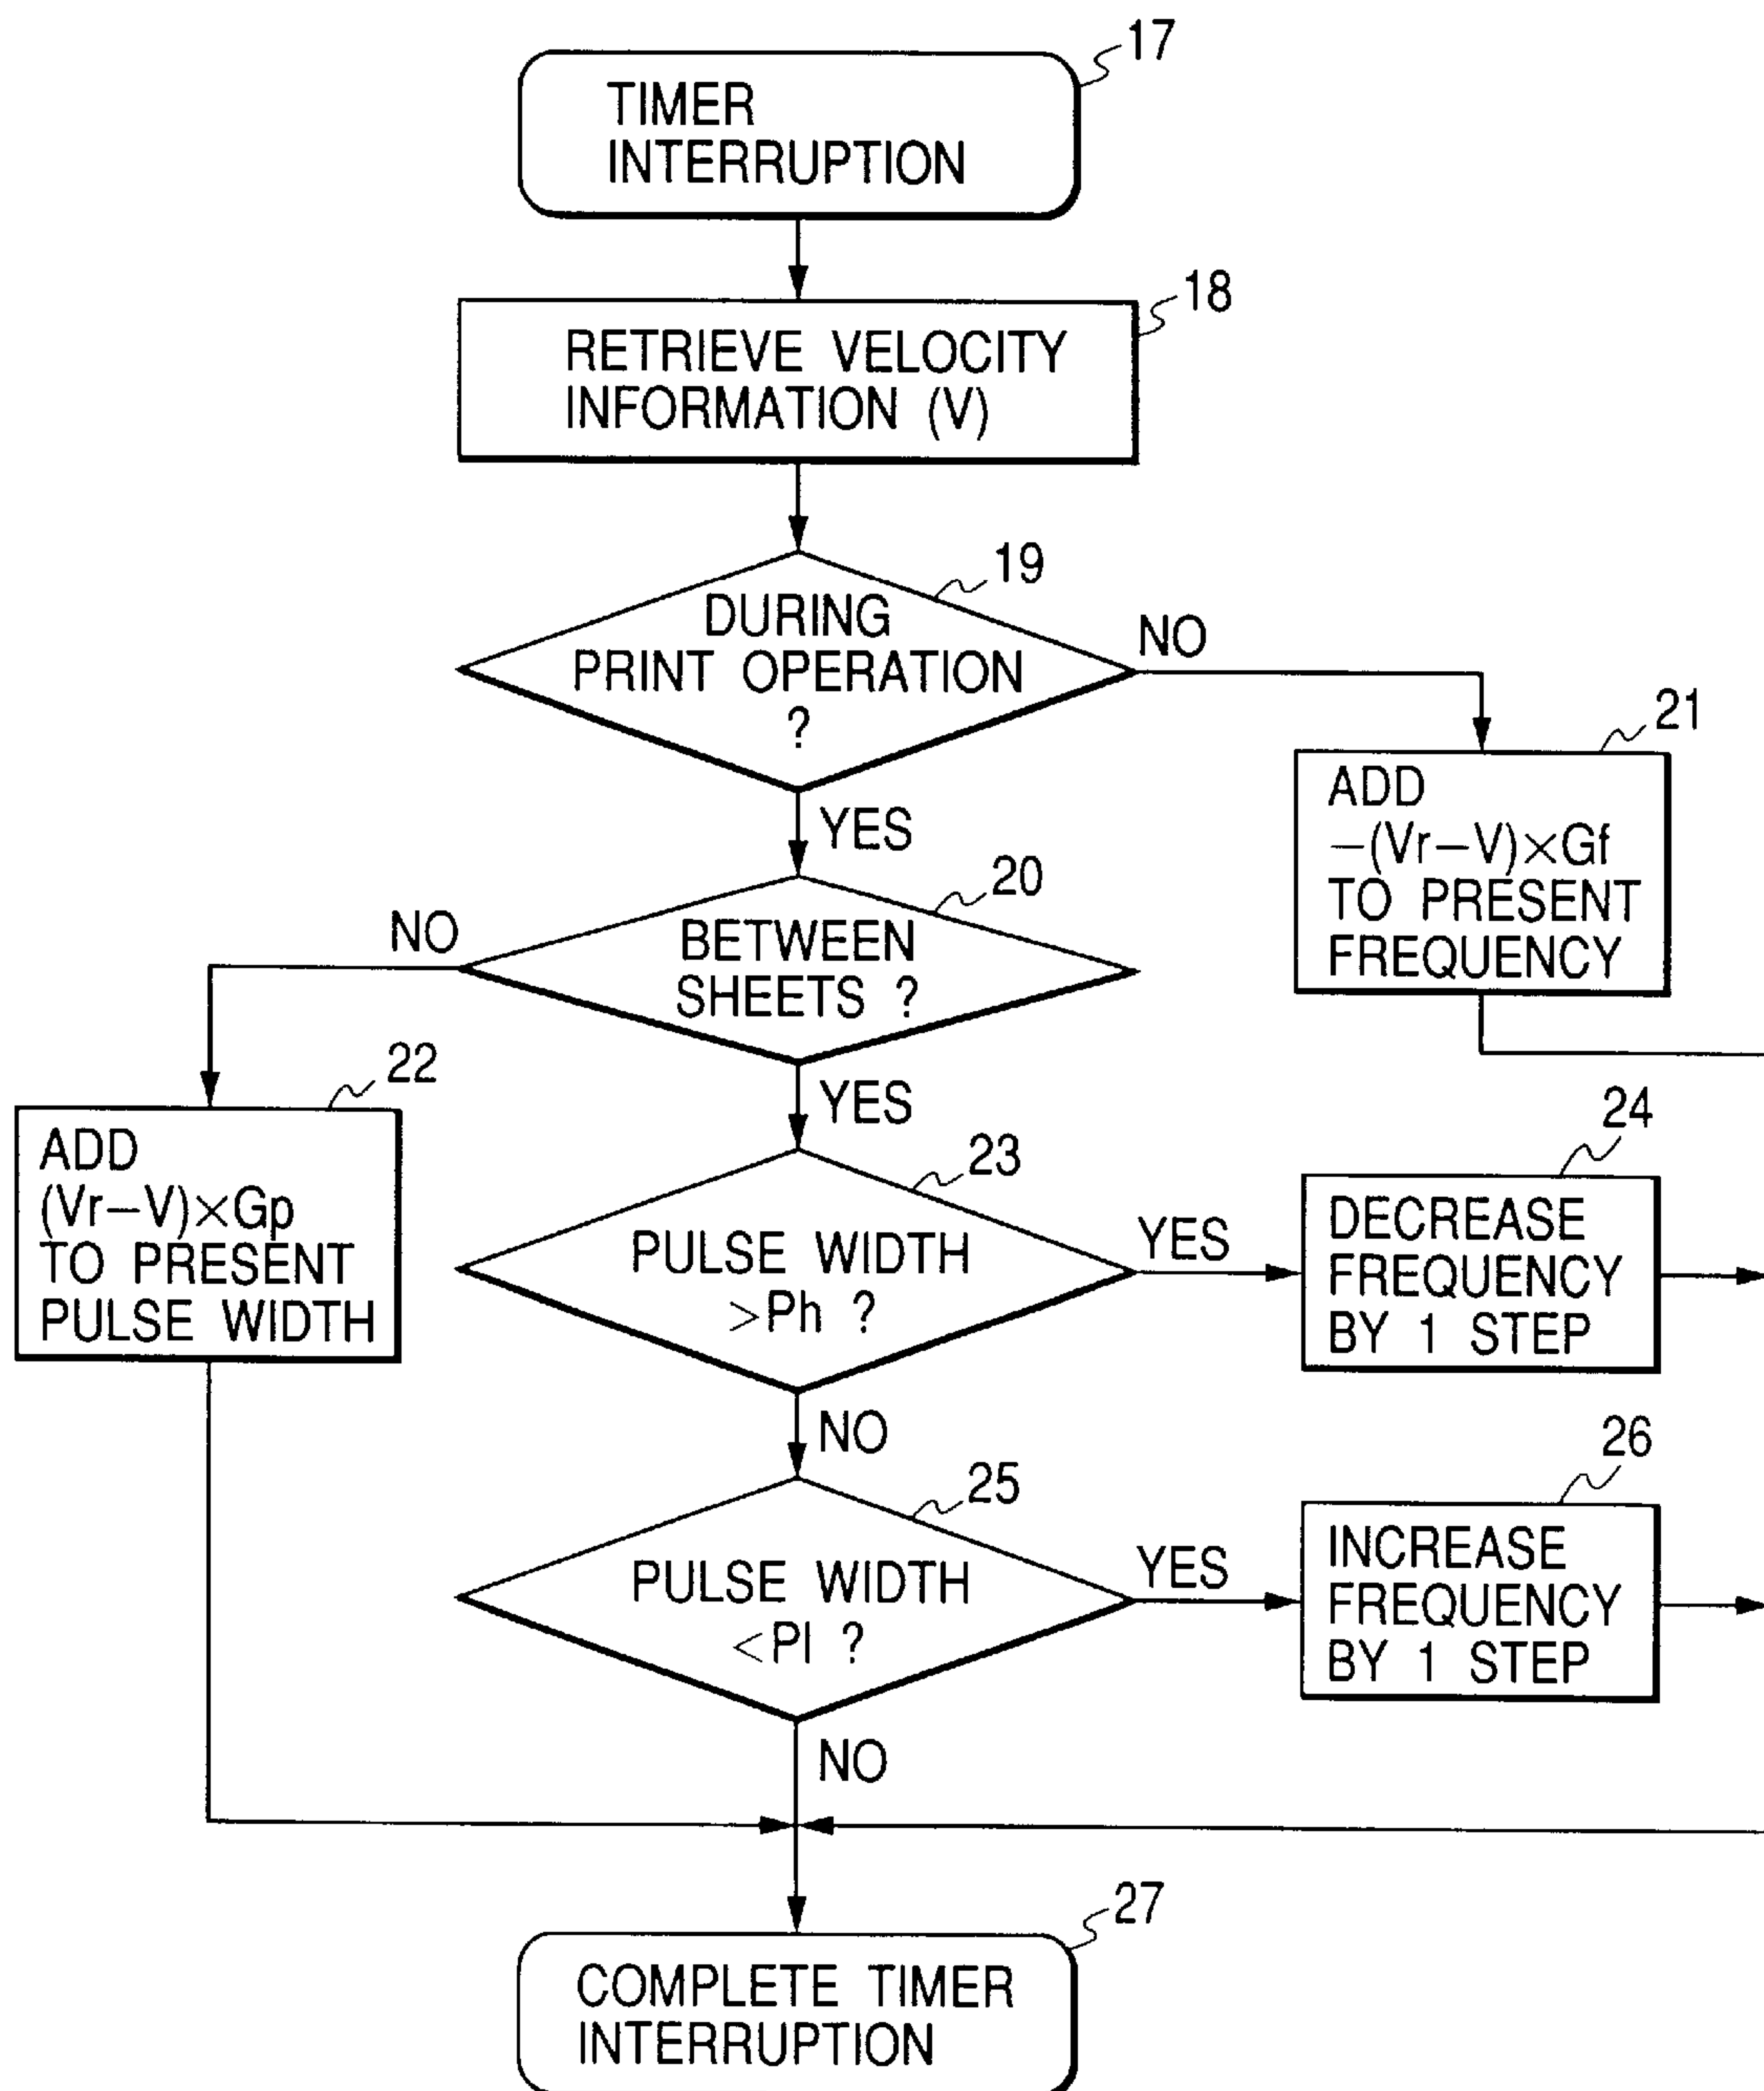 17
TIMER
INTERRUPTION
18
RETRIEVE VELOCITY
INFORMATION (V)
19
DURING
PRINT OPERATION
?
NO
YES
21
ADD
−(Vr−V)×Gf
TO PRESENT
FREQUENCY
20
BETWEEN
SHEETS ?
NO
YES
22
ADD
(Vr−V)×Gp
TO PRESENT
PULSE WIDTH
23
PULSE WIDTH
>Ph ?
YES
NO
24
DECREASE
FREQUENCY
BY 1 STEP
25
PULSE WIDTH
<Pl ?
YES
NO
26
INCREASE
FREQUENCY
BY 1 STEP
27
COMPLETE TIMER
INTERRUPTION